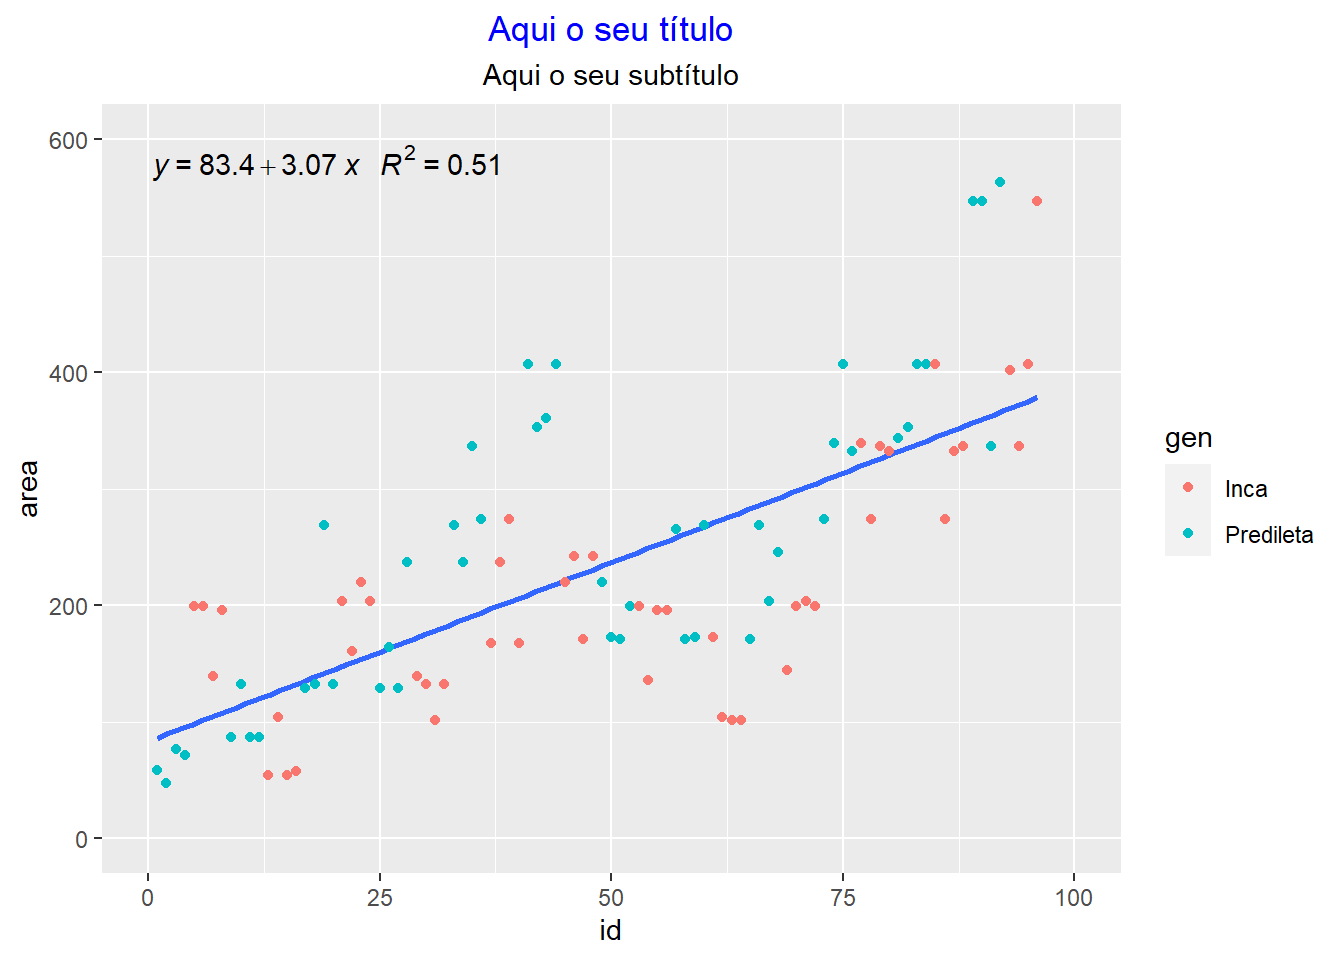 Aqui o seu título
Aqui o seu subtítulo
y = 83.4 + 3.07 x R² = 0.51
600
400
200
0
area
0 25 50 75 100
id
gen
Inca
Predileta